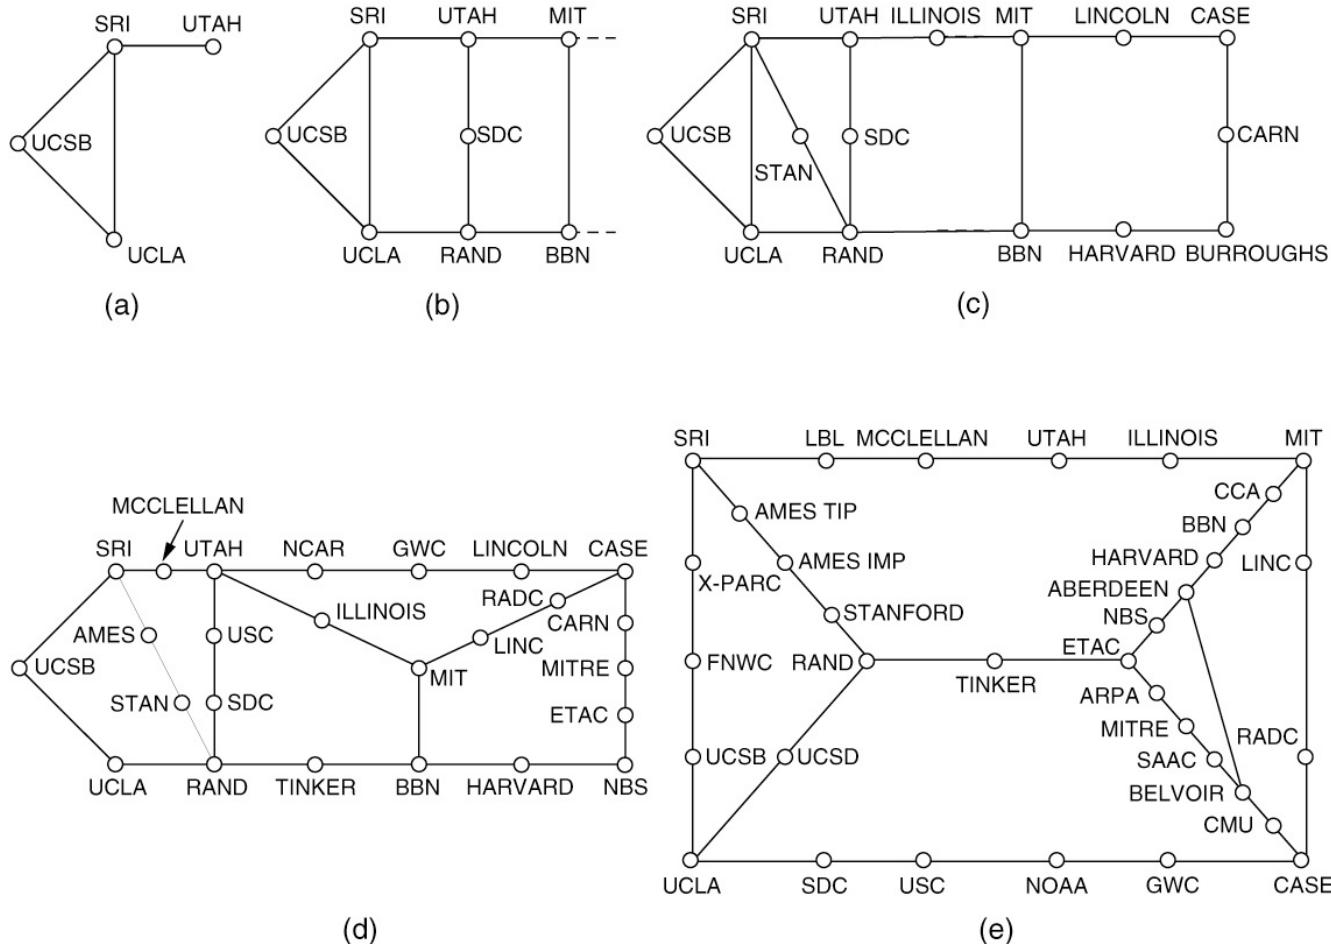 SRI UTAH
UCSB
UCLA
(a)
SRI UTAH MIT
UCSB SDC
UCLA RAND BBN
(b)
SRI UTAH ILLINOIS MIT LINCOLN CASE
UCSB SDC CARN
STAN
UCLA RAND BBN HARVARD BURROUGHS
(c)
MCCLELLAN
SRI UTAH NCAR GWC LINCOLN CASE
RADC
ILLINOIS CARN
AMES USC LINC
UCSB MIT MITRE
STAN SDC ETAC
UCLA RAND TINKER BBN HARVARD NBS
(d)
SRI LBL MCCLELLAN UTAH ILLINOIS MIT
CCA
AMES TIP BBN
AMES IMP HARVARD LINC
X-PARC ABERDEEN
STANFORD NBS
FNWC RAND ETAC
TINKER
ARPA
MITRE RADC
UCSB UCSD SAAC
BELVOIR
CMU
UCLA SDC USC NOAA GWC CASE
(e)